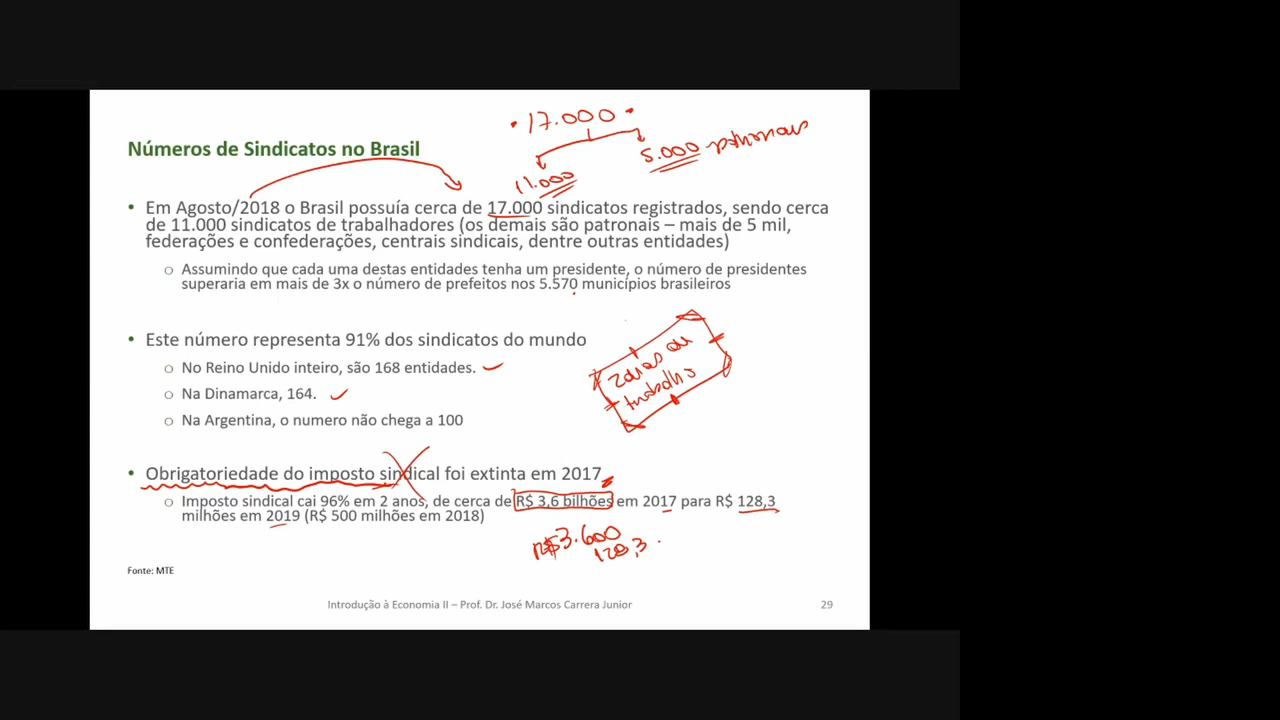 • 17.000 •
5.000 patronais
11.000
Números de Sindicatos no Brasil
• Em Agosto/2018 o Brasil possuía cerca de 17.000 sindicatos registrados, sendo cerca
de 11.000 sindicatos de trabalhadores (os demais são patronais – mais de 5 mil,
federações e confederações, centrais sindicais, dentre outras entidades)
○ Assumindo que cada uma destas entidades tenha um presidente, o número de presidentes
superaria em mais de 3x o número de prefeitos nos 5.570 municípios brasileiros
• Este número representa 91% dos sindicatos do mundo
○ No Reino Unido inteiro, são 168 entidades.
○ Na Dinamarca, 164.
○ Na Argentina, o numero não chega a 100
trabalho
• Obrigatoriedade do imposto sindical foi extinta em 2017
○ Imposto sindical cai 96% em 2 anos, de cerca de R$ 3,6 bilhões em 2017 para R$ 128,3
milhões em 2019 (R$ 500 milhões em 2018)
R$3.600
128,3
Fonte: MTE
Introdução à Economia II – Prof. Dr. José Marcos Carrera Junior
29